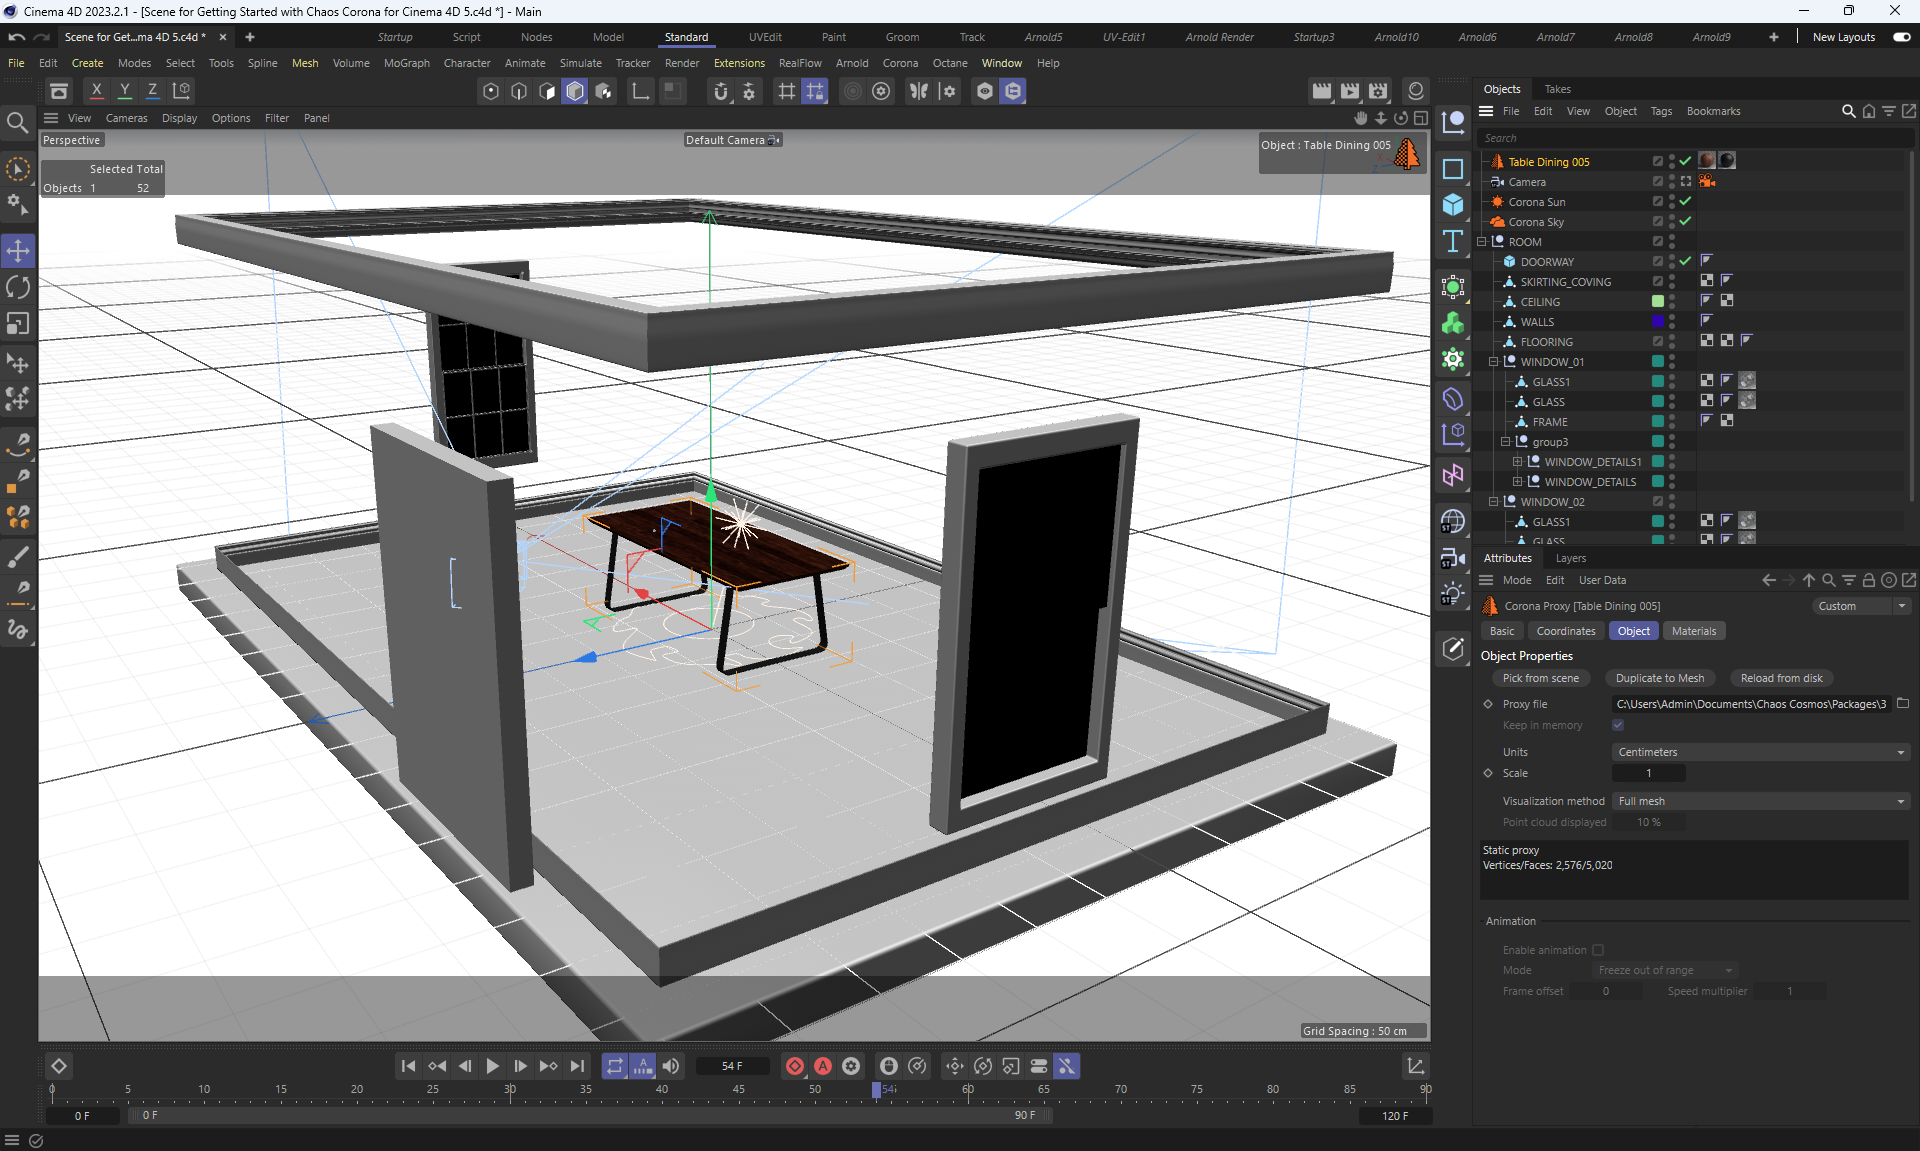 Cinema 4D 2023.2.1 - [Scene for Getting Started with Chaos Corona for Cinema 4D 5.c4d *] - Main
Scene for Get...ma 4D 5.c4d *
Startup Script Nodes Model Standard UVEdit Paint Groom Track Arnold5 UV-Edit1 Arnold Render Startup3 Arnold10 Arnold6 Arnold7 Arnold8 Arnold9 New Layouts
File Edit Create Modes Select Tools Spline Mesh Volume MoGraph Character Animate Simulate Tracker Render Extensions RealFlow Arnold Corona Octane Window Help
X Y Z
View Cameras Display Options Filter Panel
Perspective
Default Camera
Object : Table Dining 005
Selected Total
Objects 1 52
Grid Spacing : 50 cm
Objects Takes
File Edit View Object Tags Bookmarks
Search
Table Dining 005
Camera
Corona Sun
Corona Sky
ROOM
DOORWAY
SKIRTING_COVING
CEILING
WALLS
FLOORING
WINDOW_01
GLASS1
GLASS
FRAME
group3
WINDOW_DETAILS1
WINDOW_DETAILS
WINDOW_02
GLASS1
GLASS
ST
ST
ST
Attributes Layers
Mode Edit User Data
Corona Proxy [Table Dining 005]
Custom
Basic Coordinates Object Materials
Object Properties
Pick from scene Duplicate to Mesh Reload from disk
Proxy file C:\Users\Admin\Documents\Chaos Cosmos\Packages\3
Keep in memory
Units Centimeters
Scale 1
Visualization method Full mesh
Point cloud displayed 10 %
Static proxy
Vertices/Faces: 2,576/5,020
Animation
Enable animation
Mode Freeze out of range
Frame offset 0 Speed multiplier 1
54 F
0 5 10 15 20 25 30 35 40 45 50 54 60 65 70 75 80 85 90
0 F 0 F 90 F 120 F